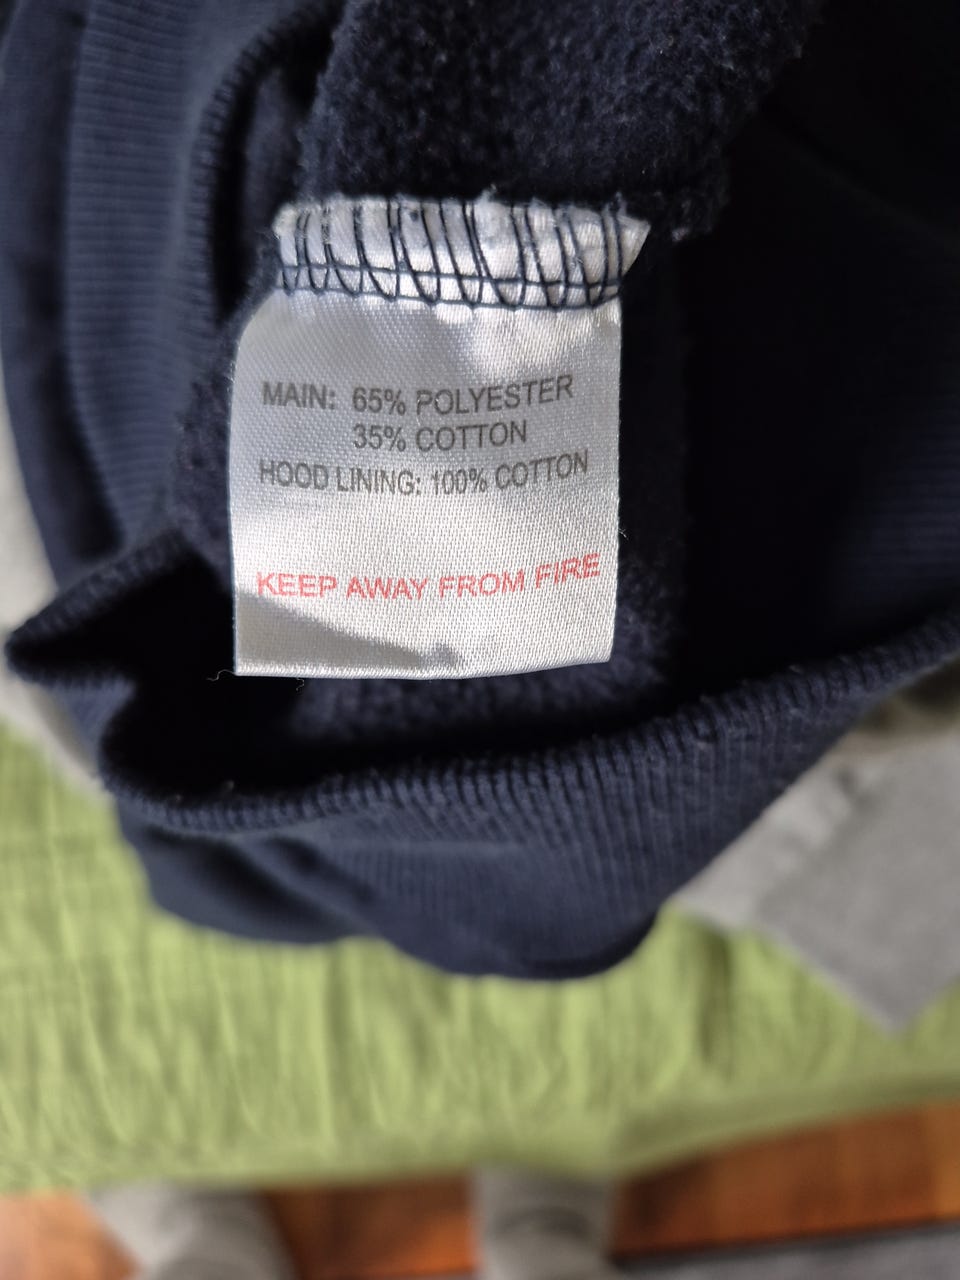 MAIN: 65% POLYESTER
35% COTTON
HOOD LINING: 100% COTTON
KEEP AWAY FROM FIRE